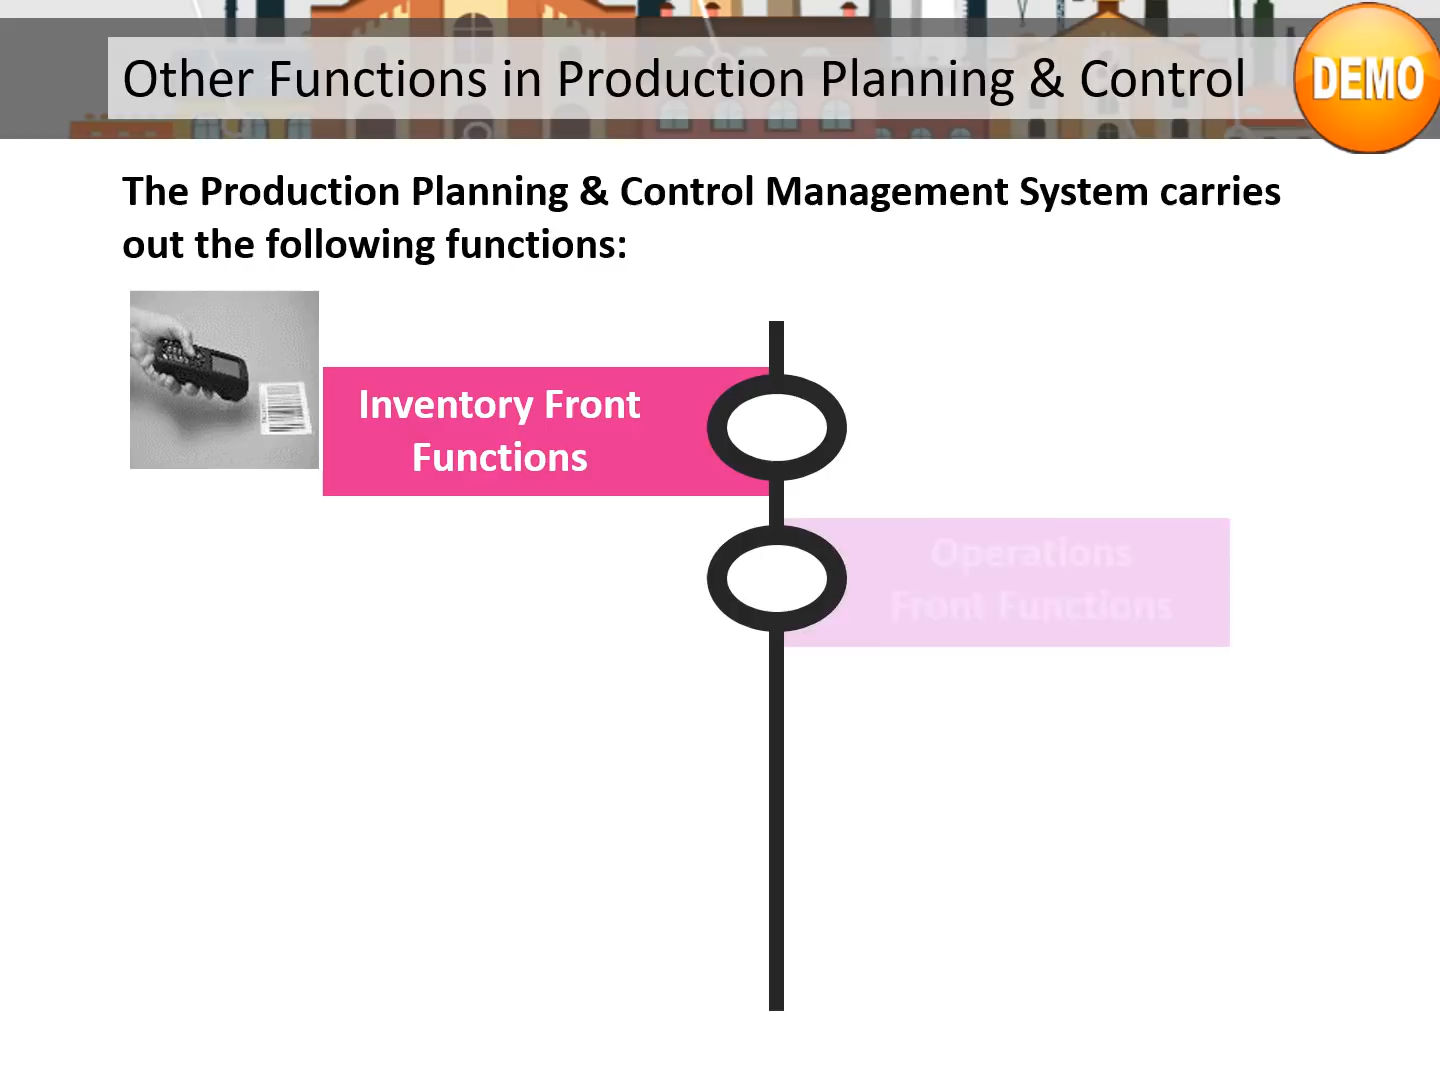 Other Functions in Production Planning & Control
DEMO
The Production Planning & Control Management System carries
out the following functions:
Inventory Front
Functions
Operations
Front Functions